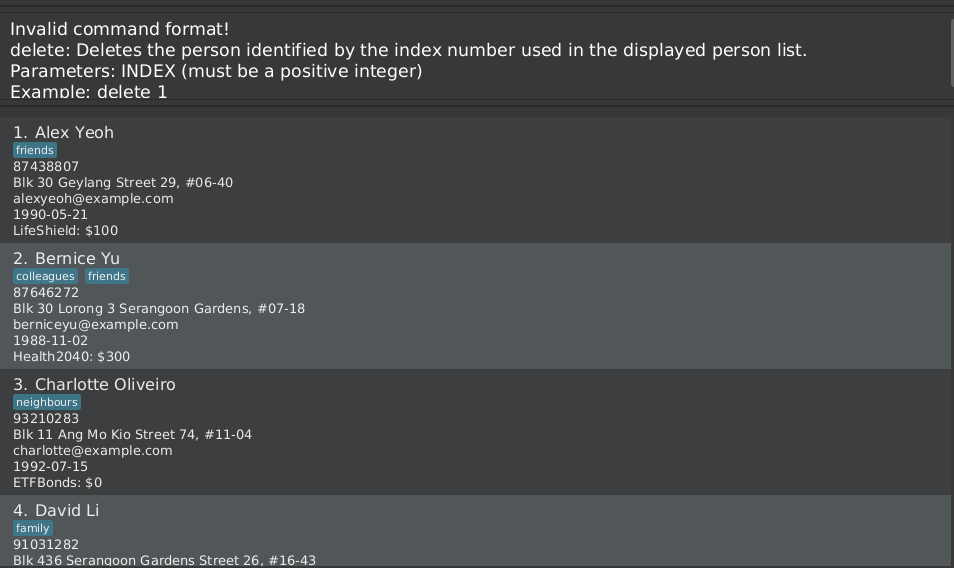 Invalid command format!
delete: Deletes the person identified by the index number used in the displayed person list.
Parameters: INDEX (must be a positive integer)
Example: delete 1
1. Alex Yeoh
friends
87438807
Blk 30 Geylang Street 29, #06-40
alexyeoh@example.com
1990-05-21
LifeShield: $100
2. Bernice Yu
colleagues friends
87646272
Blk 30 Lorong 3 Serangoon Gardens, #07-18
berniceyu@example.com
1988-11-02
Health2040: $300
3. Charlotte Oliveiro
neighbours
93210283
Blk 11 Ang Mo Kio Street 74, #11-04
charlotte@example.com
1992-07-15
ETFBonds: $0
4. David Li
family
91031282
Blk 436 Serangoon Gardens Street 26, #16-43